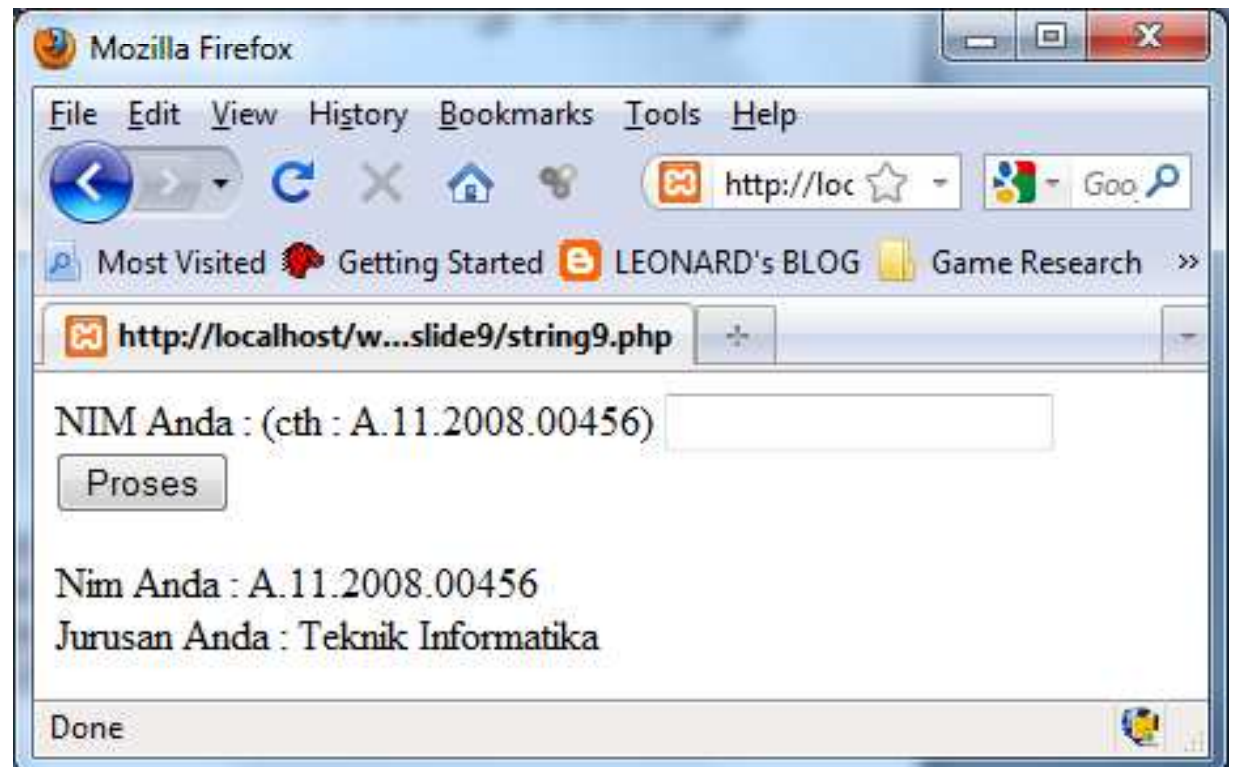 Mozilla Firefox
File Edit View History Bookmarks Tools Help
http://loc Goo
Most Visited Getting Started LEONARD's BLOG Game Research »
http://localhost/w...slide9/string9.php
NIM Anda : (cth : A.11.2008.00456)
Proses
Nim Anda : A.11.2008.00456
Jurusan Anda : Teknik Informatika
Done